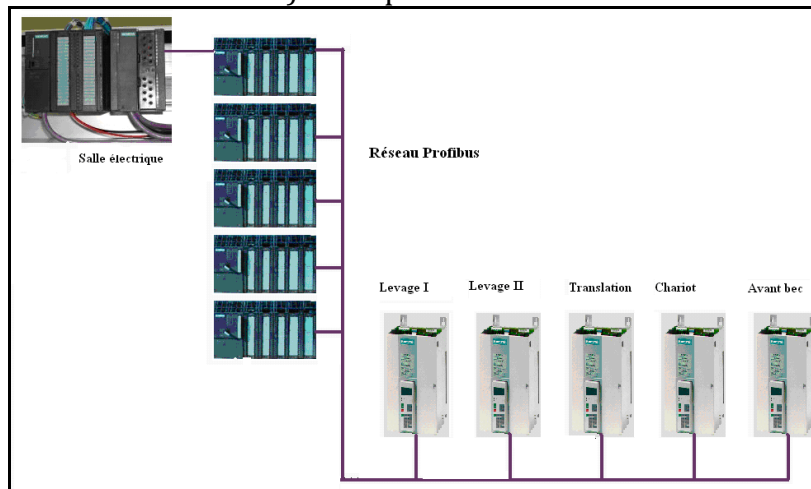 Salle électrique
Réseau Profibus
Levage I
Levage II
Translation
Chariot
Avant bec